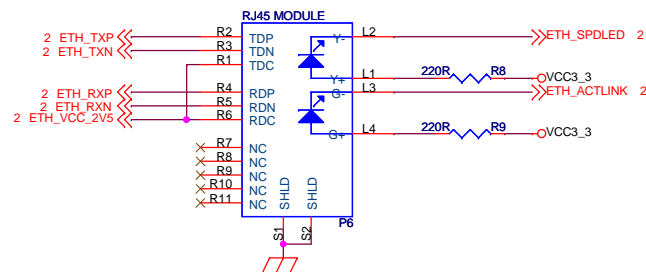 RJ45 MODULE
2 ETH_TXP R2 TDP Y- L2 ETH_SPDLED 2
2 ETH_TXN R3 TDN
R1 TDC
Y+ L1 220R R8 VCC3_3
2 ETH_RXP R4 RDP G- L3 ETH_ACTLINK 2
2 ETH_RXN R5 RDN
2 ETH_VCC_2V5 R6 RDC
G+ L4 220R R9 VCC3_3
R7 NC
R8 NC
R9 NC
R10 NC
R11 NC
SHLD SHLD
S1 S2 P6